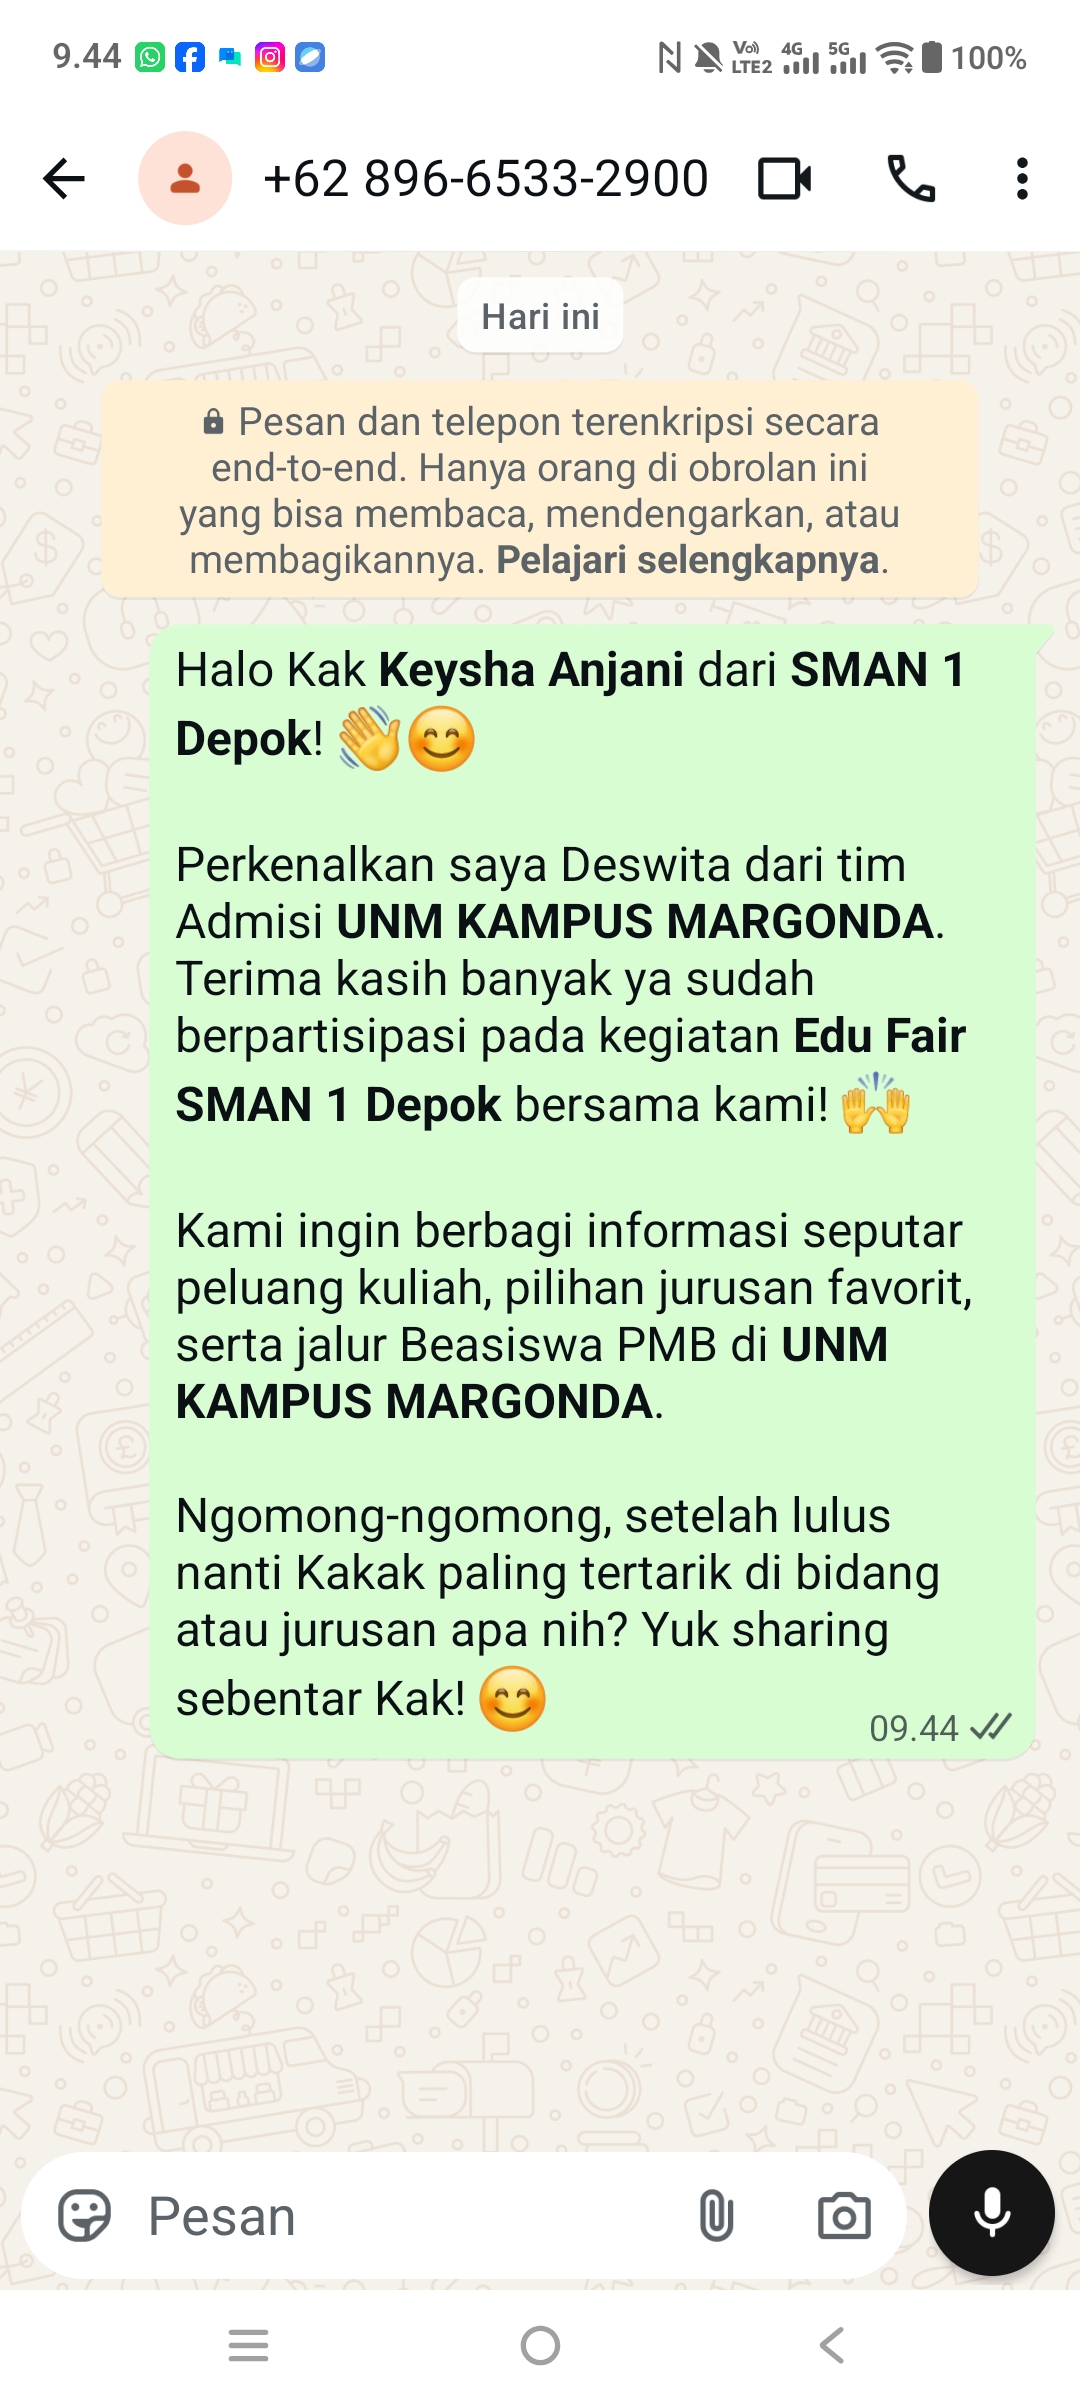 9.44
Vo))
LTE2
4G
5G
100%
+62 896-6533-2900
Hari ini
Pesan dan telepon terenkripsi secara
end-to-end. Hanya orang di obrolan ini
yang bisa membaca, mendengarkan, atau
membagikannya. Pelajari selengkapnya.
Halo Kak Keysha Anjani dari SMAN 1
Depok! 👋😊
Perkenalkan saya Deswita dari tim
Admisi UNM KAMPUS MARGONDA.
Terima kasih banyak ya sudah
berpartisipasi pada kegiatan Edu Fair
SMAN 1 Depok bersama kami! 🙌
Kami ingin berbagi informasi seputar
peluang kuliah, pilihan jurusan favorit,
serta jalur Beasiswa PMB di UNM
KAMPUS MARGONDA.
Ngomong-ngomong, setelah lulus
nanti Kakak paling tertarik di bidang
atau jurusan apa nih? Yuk sharing
sebentar Kak! 😊
09.44
Pesan